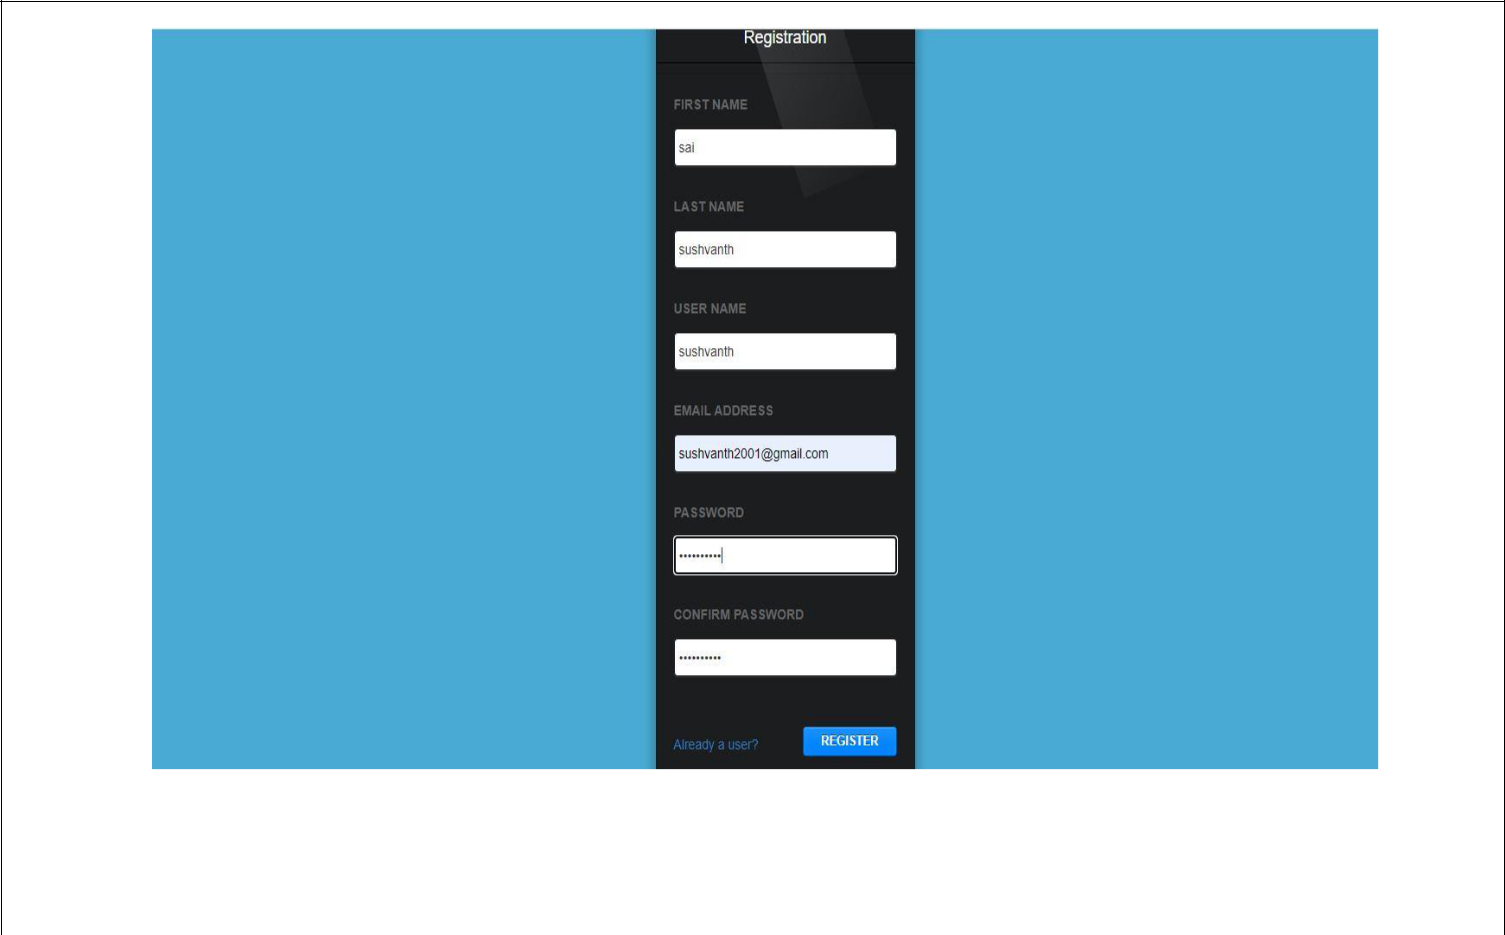 Registration
FIRST NAME
sai
LAST NAME
sushvanth
USER NAME
sushvanth
EMAIL ADDRESS
sushvanth2001@gmail.com
PASSWORD
••••••••••
CONFIRM PASSWORD
••••••••••
Already a user?
REGISTER